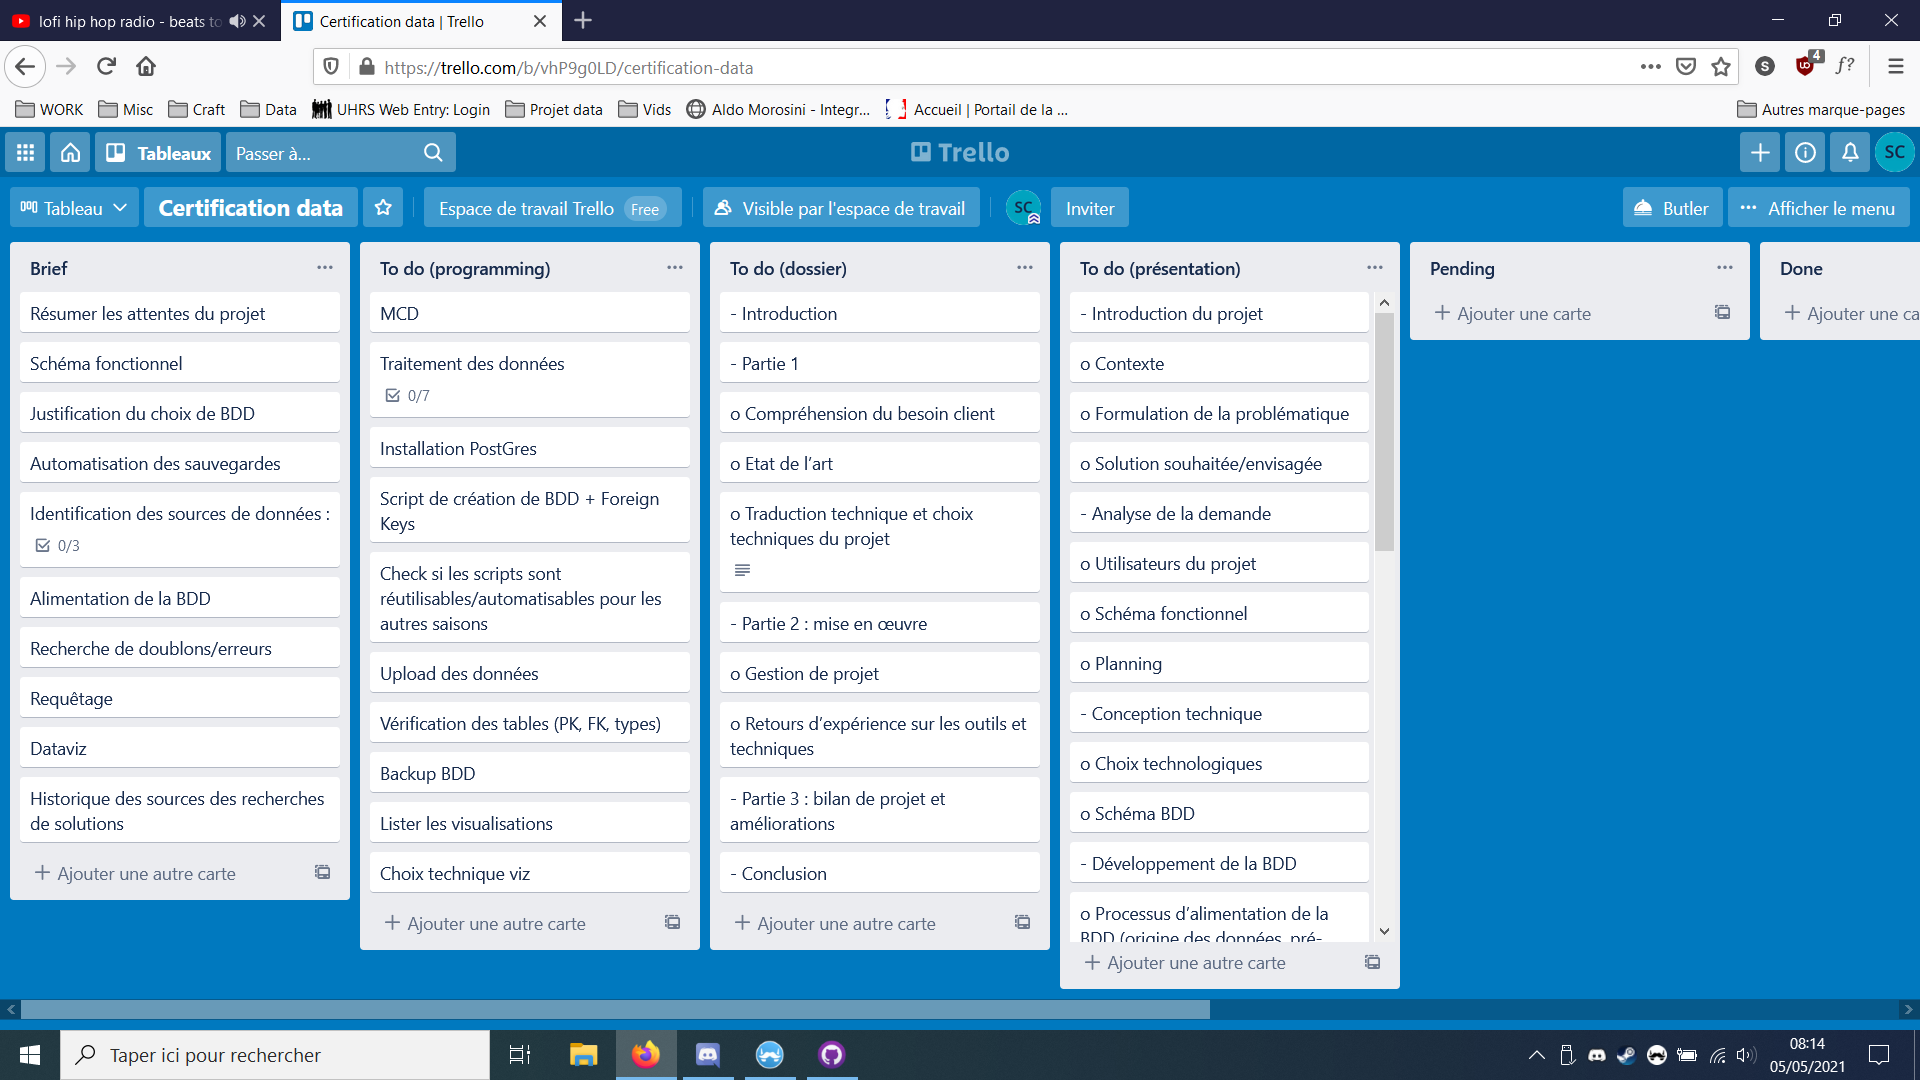 lofi hip hop radio - beats to
Certification data | Trello
https://trello.com/b/vhP9g0LD/certification-data
S
4
f?
WORK
Misc
Craft
Data
UHRS Web Entry: Login
Projet data
Vids
Aldo Morosini - Integr...
Accueil | Portail de la ...
Autres marque-pages
Tableaux
Passer à...
Trello
SC
Tableau
Certification data
Espace de travail Trello Free
Visible par l'espace de travail
SC
Inviter
Butler
Afficher le menu
Brief
Résumer les attentes du projet
Schéma fonctionnel
Justification du choix de BDD
Automatisation des sauvegardes
Identification des sources de données :
0/3
Alimentation de la BDD
Recherche de doublons/erreurs
Requêtage
Dataviz
Historique des sources des recherches
de solutions
Ajouter une autre carte
To do (programming)
MCD
Traitement des données
0/7
Installation PostGres
Script de création de BDD + Foreign
Keys
Check si les scripts sont
réutilisables/automatisables pour les
autres saisons
Upload des données
Vérification des tables (PK, FK, types)
Backup BDD
Lister les visualisations
Choix technique viz
Ajouter une autre carte
To do (dossier)
- Introduction
- Partie 1
o Compréhension du besoin client
o Etat de l’art
o Traduction technique et choix
techniques du projet
- Partie 2 : mise en œuvre
o Gestion de projet
o Retours d’expérience sur les outils et
techniques
- Partie 3 : bilan de projet et
améliorations
- Conclusion
Ajouter une autre carte
To do (présentation)
- Introduction du projet
o Contexte
o Formulation de la problématique
o Solution souhaitée/envisagée
- Analyse de la demande
o Utilisateurs du projet
o Schéma fonctionnel
o Planning
- Conception technique
o Choix technologiques
o Schéma BDD
- Développement de la BDD
o Processus d’alimentation de la
BDD (origine des données, pré-
Ajouter une autre carte
Pending
Ajouter une carte
Done
Ajouter une ca
Taper ici pour rechercher
08:14
05/05/2021